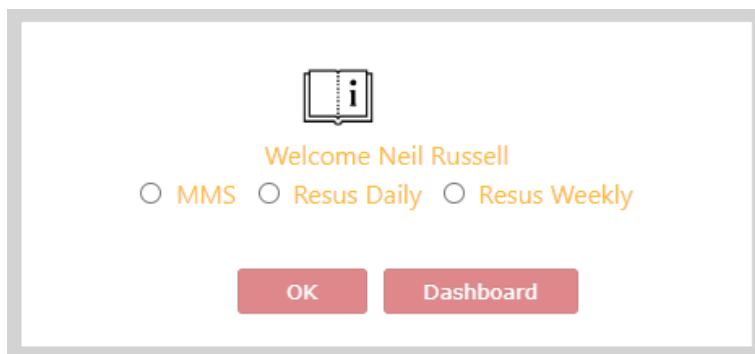 i
Welcome Neil Russell
MMS Resus Daily Resus Weekly
OK Dashboard